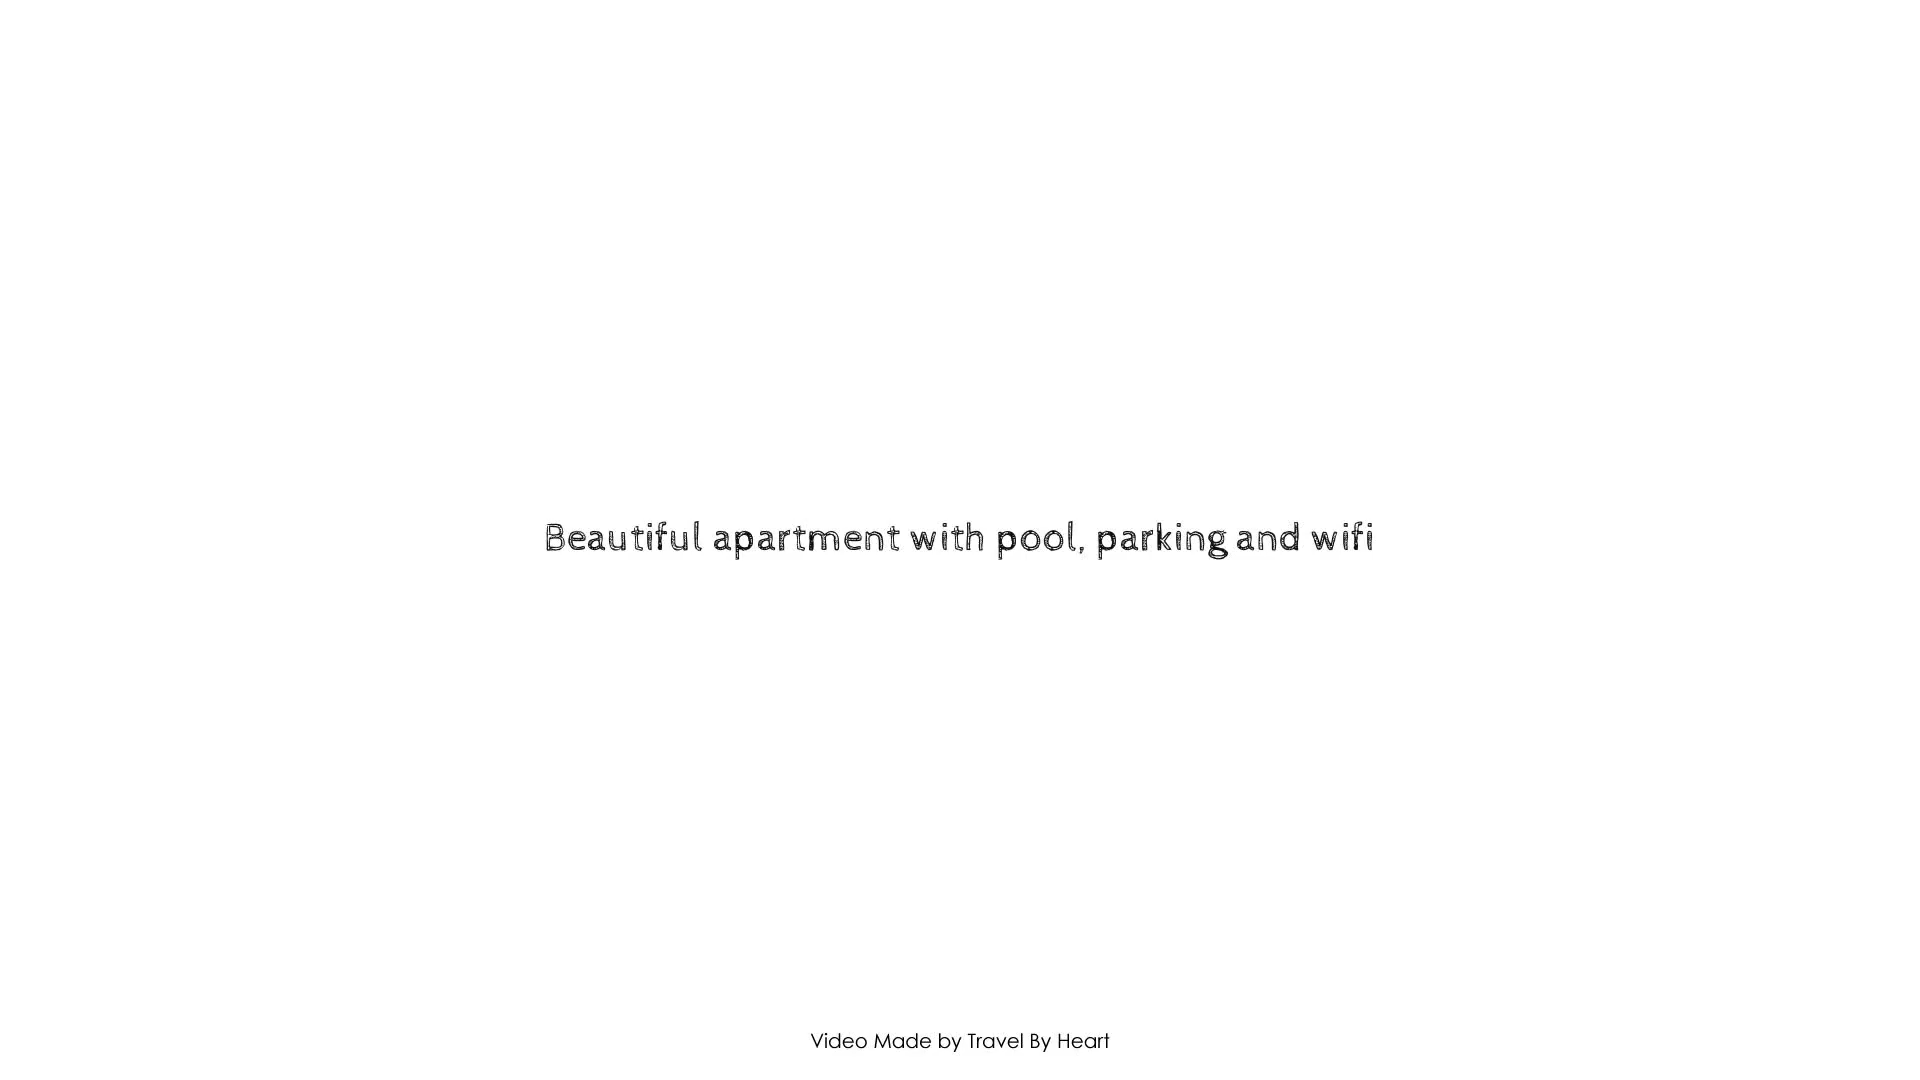 Beautiful apartment with pool, parking and wifi
Video Made by Travel By Heart